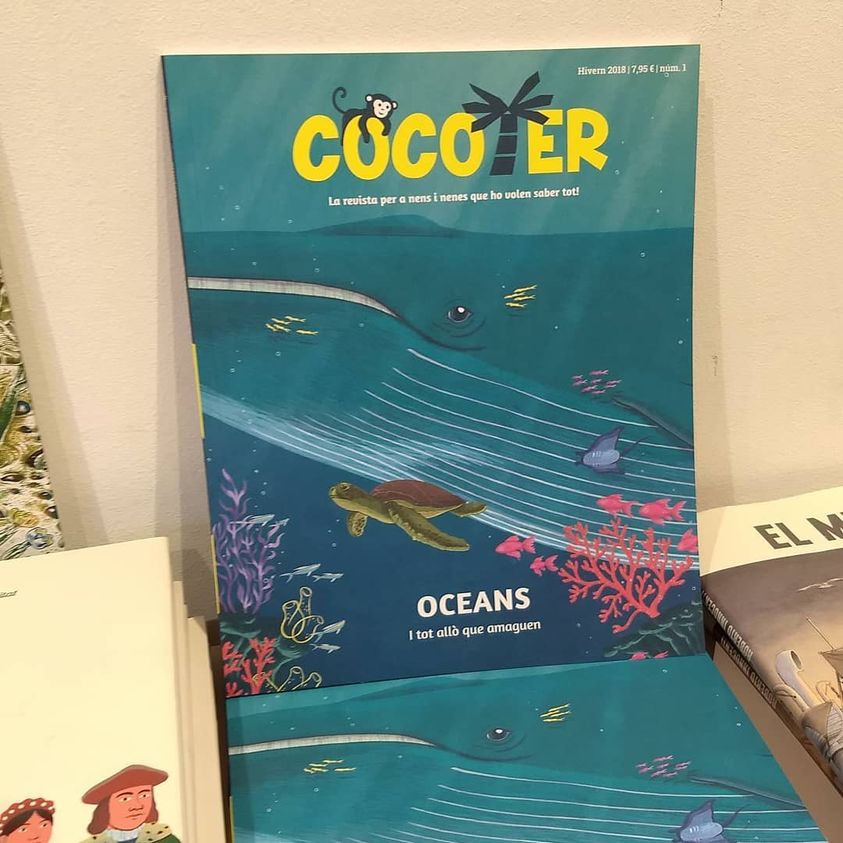 Hivern 2018 | 7,95 € | núm. 1
COCOTER
La revista per a nens i nenes que ho volen saber tot!
OCEANS
I tot allò que amaguen
EL M